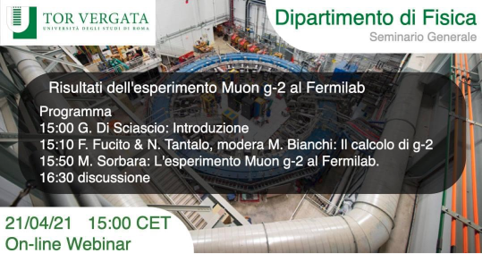 TOR VERGATA
UNIVERSITÀ DEGLI STUDI DI ROMA
Dipartimento di Fisica
Seminario Generale
Risultati dell'esperimento Muon g-2 al Fermilab
Programma
15:00 G. Di Sciascio: Introduzione
15:10 F. Fucito & N. Tantalo, modera M. Bianchi: Il calcolo di g-2
15:50 M. Sorbara: L'esperimento Muon g-2 al Fermilab.
16:30 discussione
21/04/21 15:00 CET
On-line Webinar